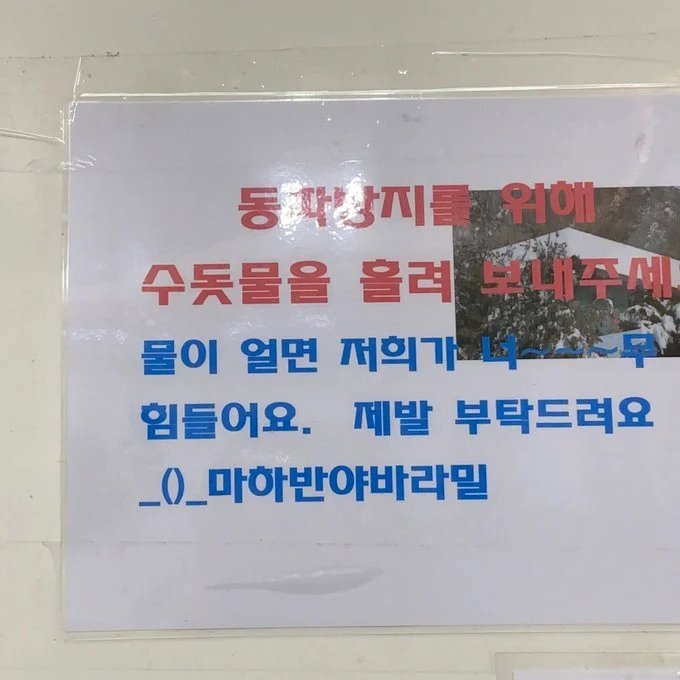 동파방지를 위해
수돗물을 흘려 보내주세
물이 얼면 저희가 너~~~무
힘들어요. 제발 부탁드려요
_()_마하반야바라밀